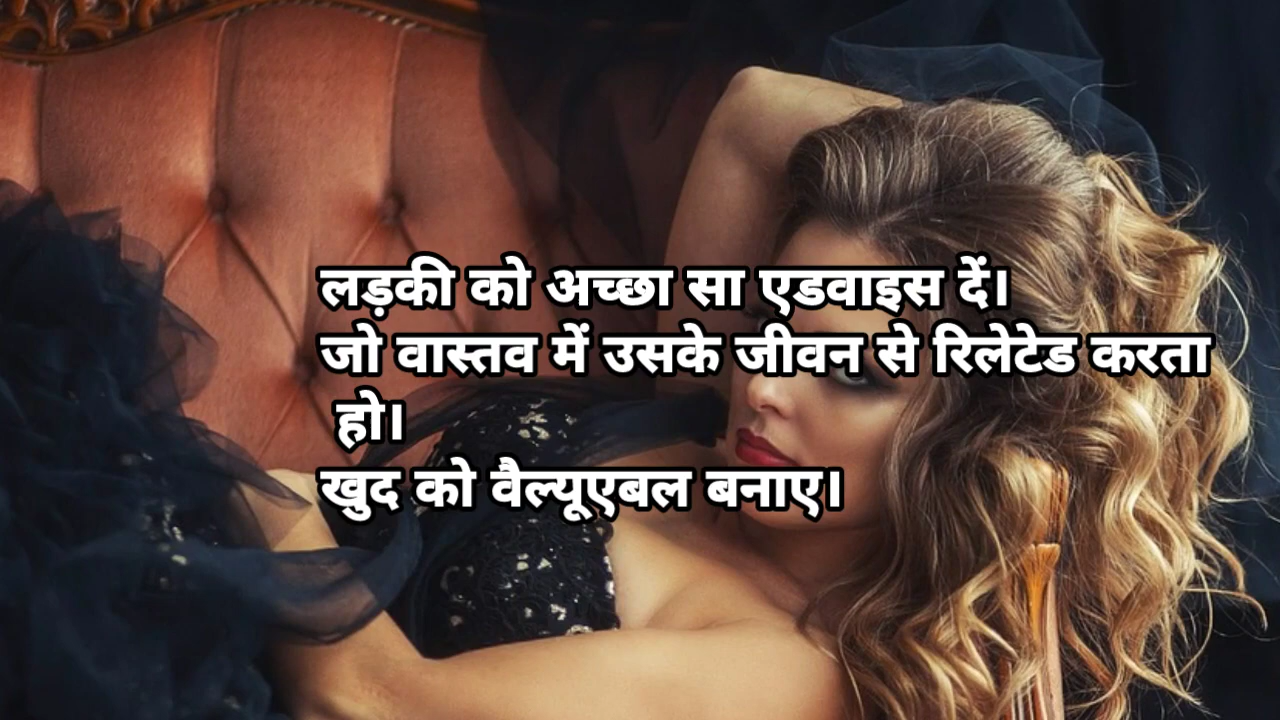 लड़की को अच्छा सा एडवाइस दें।
जो वास्तव में उसके जीवन से रिलेटेड करता
हो।
खुद को वैल्यूएबल बनाए।